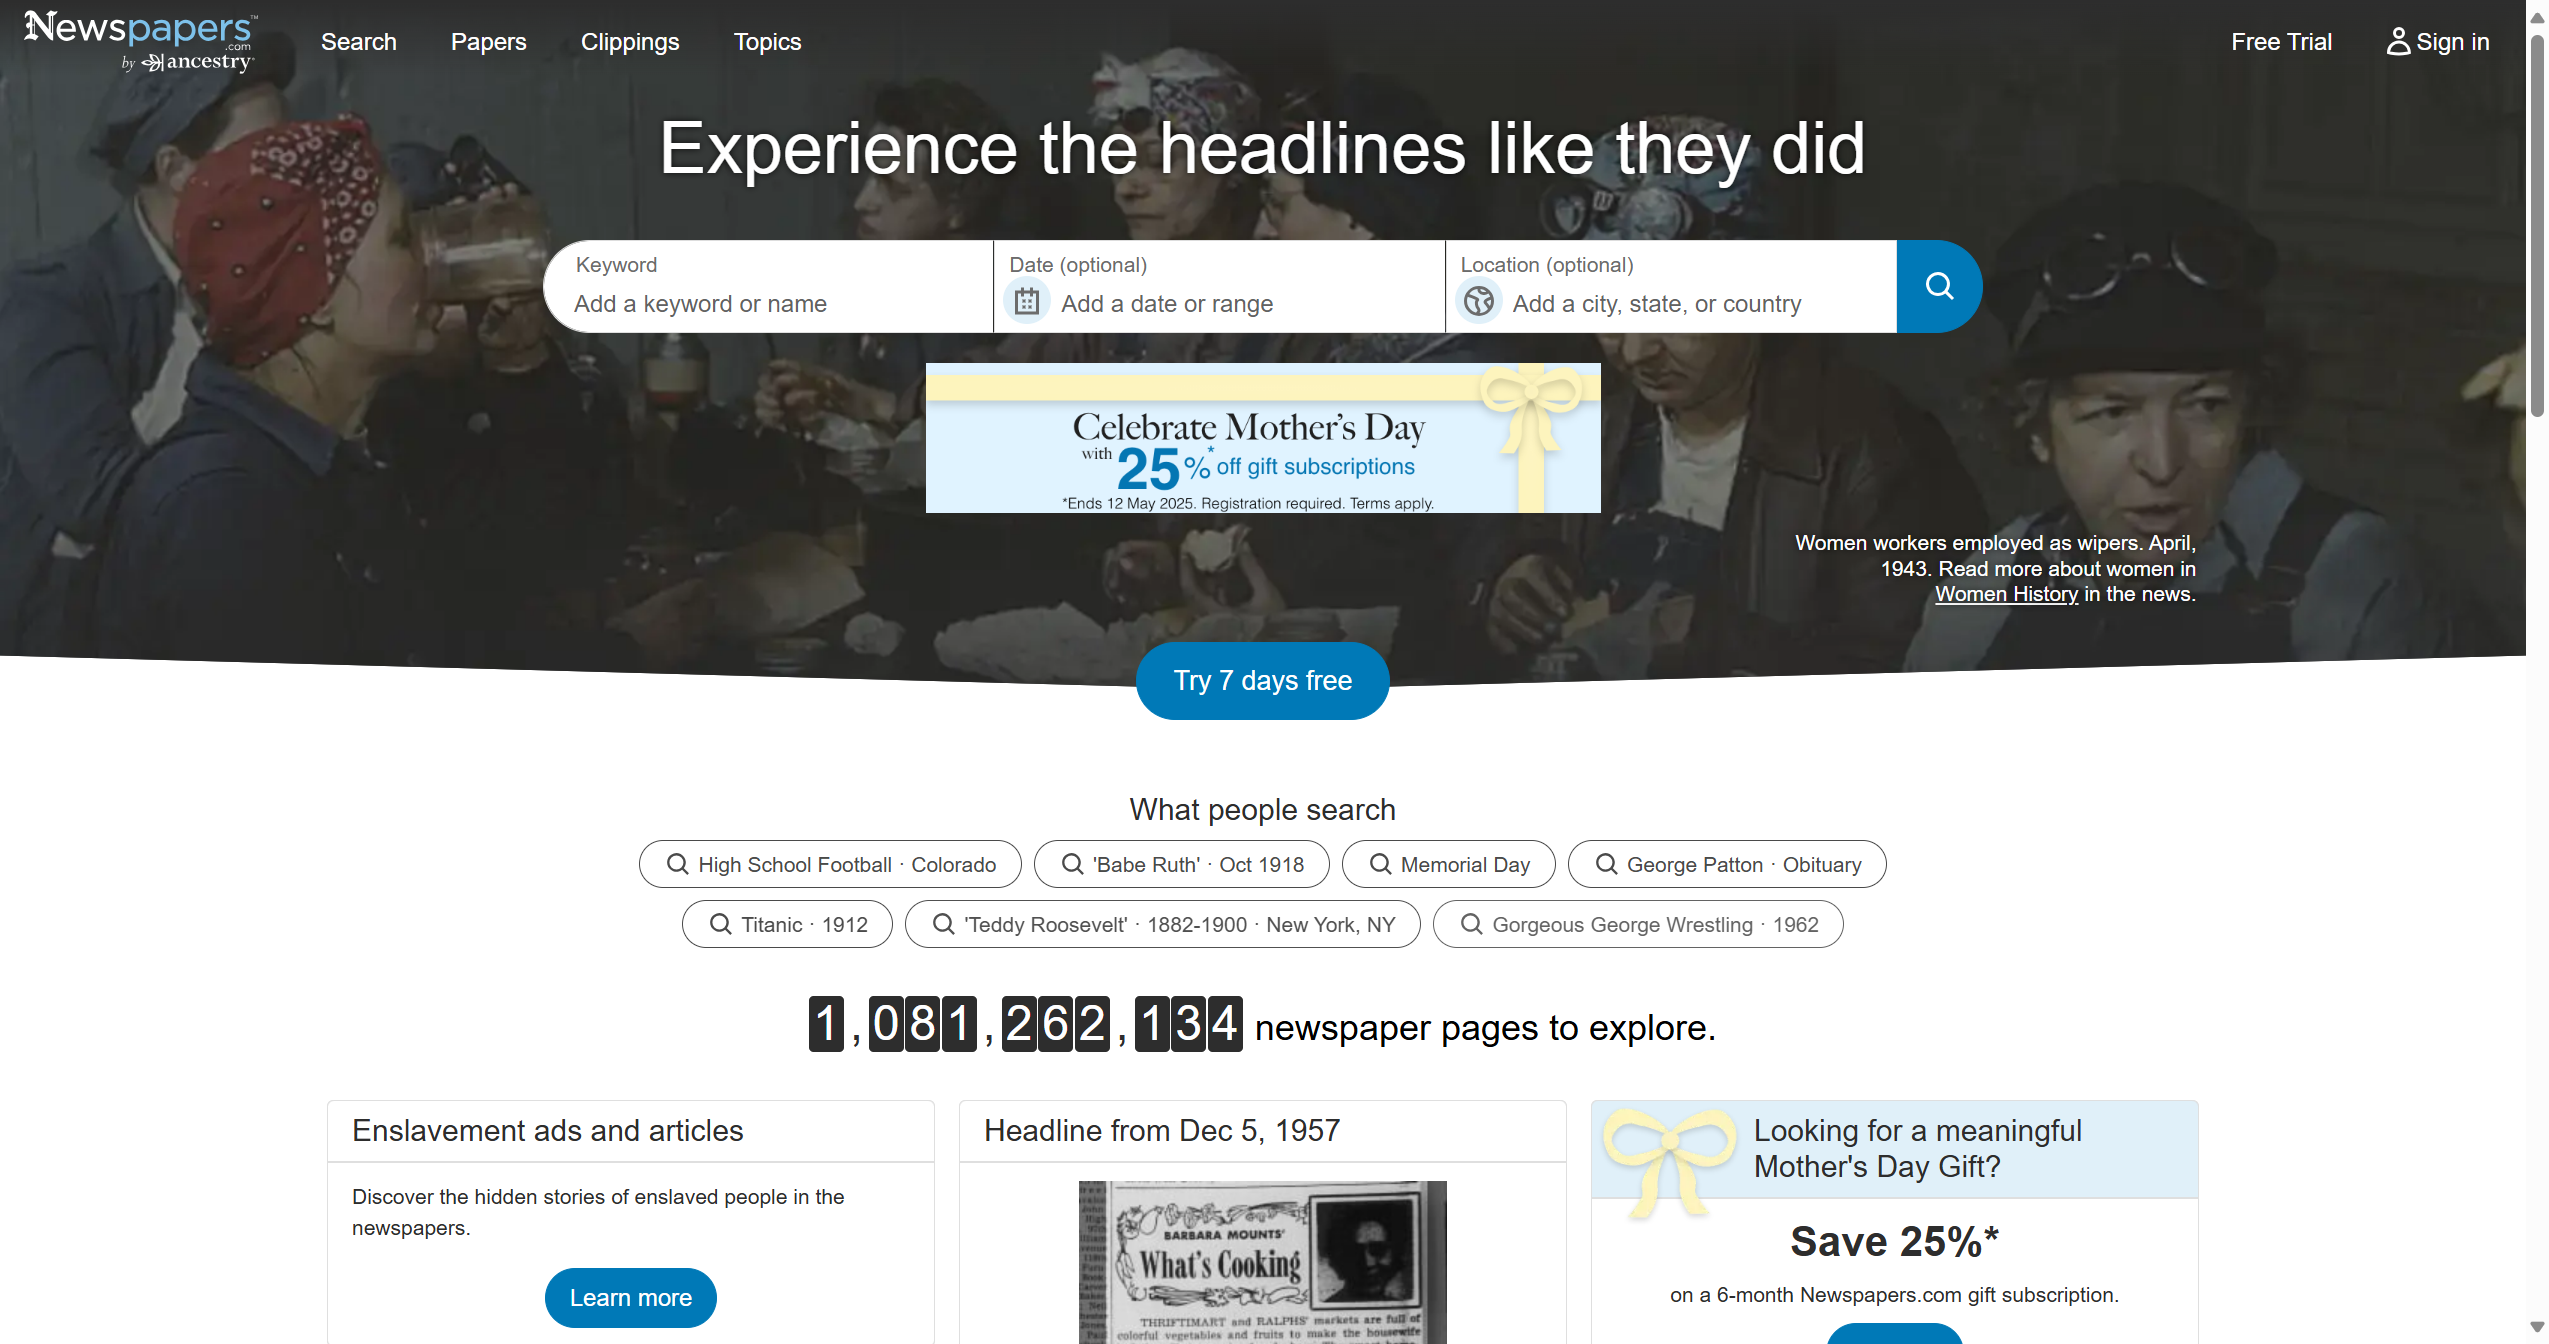 Newspapers™
.com
by ancestry
Search
Papers
Clippings
Topics
Free Trial
Sign in
Experience the headlines like they did
Keyword
Add a keyword or name
Date (optional)
Add a date or range
Location (optional)
Add a city, state, or country
Celebrate Mother's Day
with 25%* off gift subscriptions
*Ends 12 May 2025. Registration required. Terms apply.
Women workers employed as wipers. April,
1943. Read more about women in
Women History in the news.
Try 7 days free
What people search
High School Football · Colorado
'Babe Ruth' · Oct 1918
Memorial Day
George Patton · Obituary
Titanic · 1912
'Teddy Roosevelt' · 1882-1900 · New York, NY
Gorgeous George Wrestling · 1962
1,081,262,134 newspaper pages to explore.
Enslavement ads and articles
Discover the hidden stories of enslaved people in the
newspapers.
Learn more
Headline from Dec 5, 1957
BARBARA MOUNTS'
What's Cooking
THRIFTIMART and RALPHS' markets are full of
colorful vegetables and fruits to make the housewife
Looking for a meaningful
Mother's Day Gift?
Save 25%*
on a 6-month Newspapers.com gift subscription.